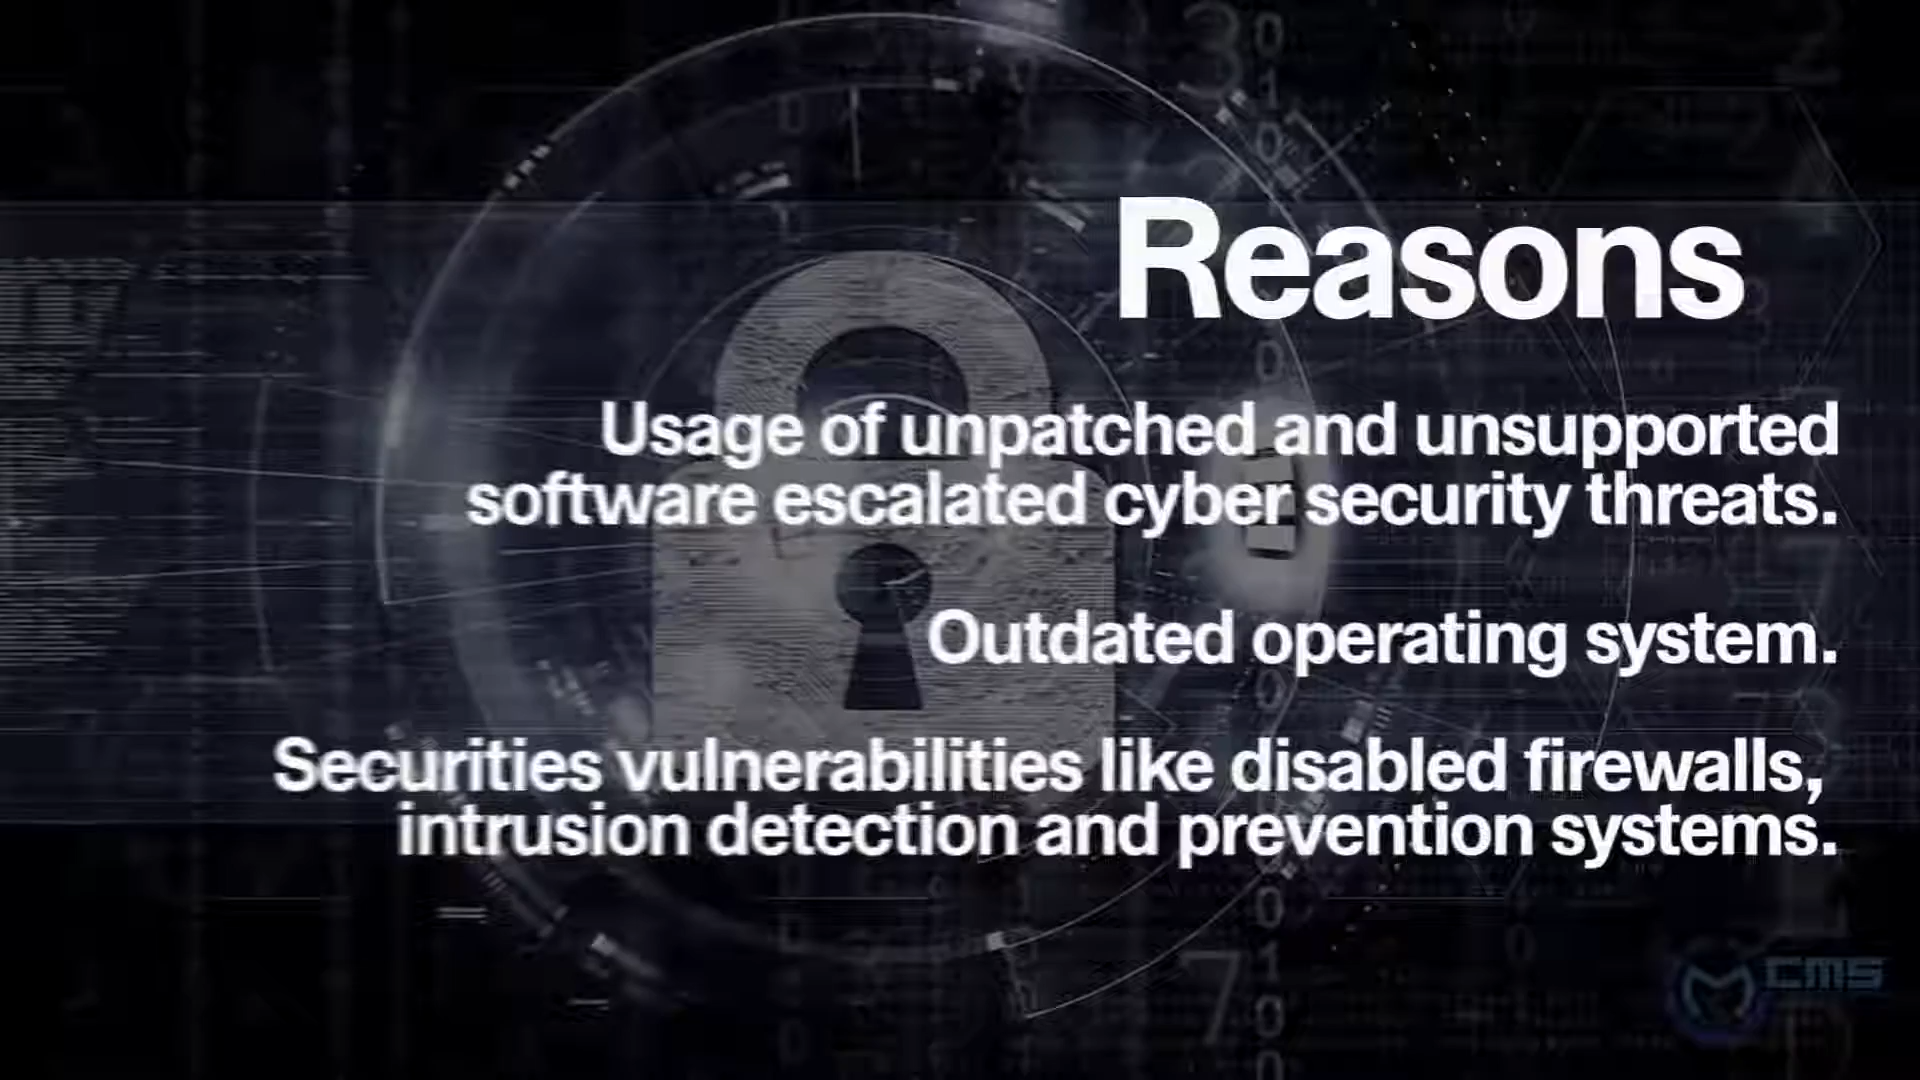 Reasons
Usage of unpatched and unsupported
software escalated cyber security threats.
Outdated operating system.
Securities vulnerabilities like disabled firewalls,
intrusion detection and prevention systems.
CMS